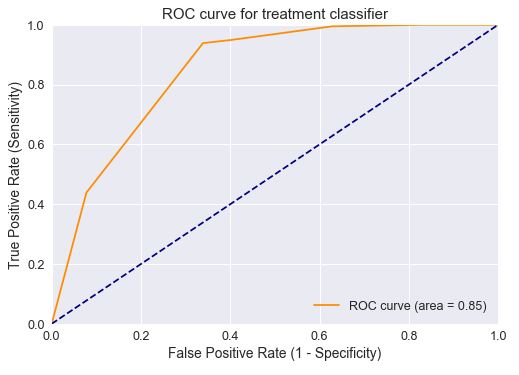 ROC curve for treatment classifier
True Positive Rate (Sensitivity)
1.0
0.8
0.6
0.4
0.2
0.0
ROC curve (area = 0.85)
0.0 0.2 0.4 0.6 0.8 1.0
False Positive Rate (1 - Specificity)